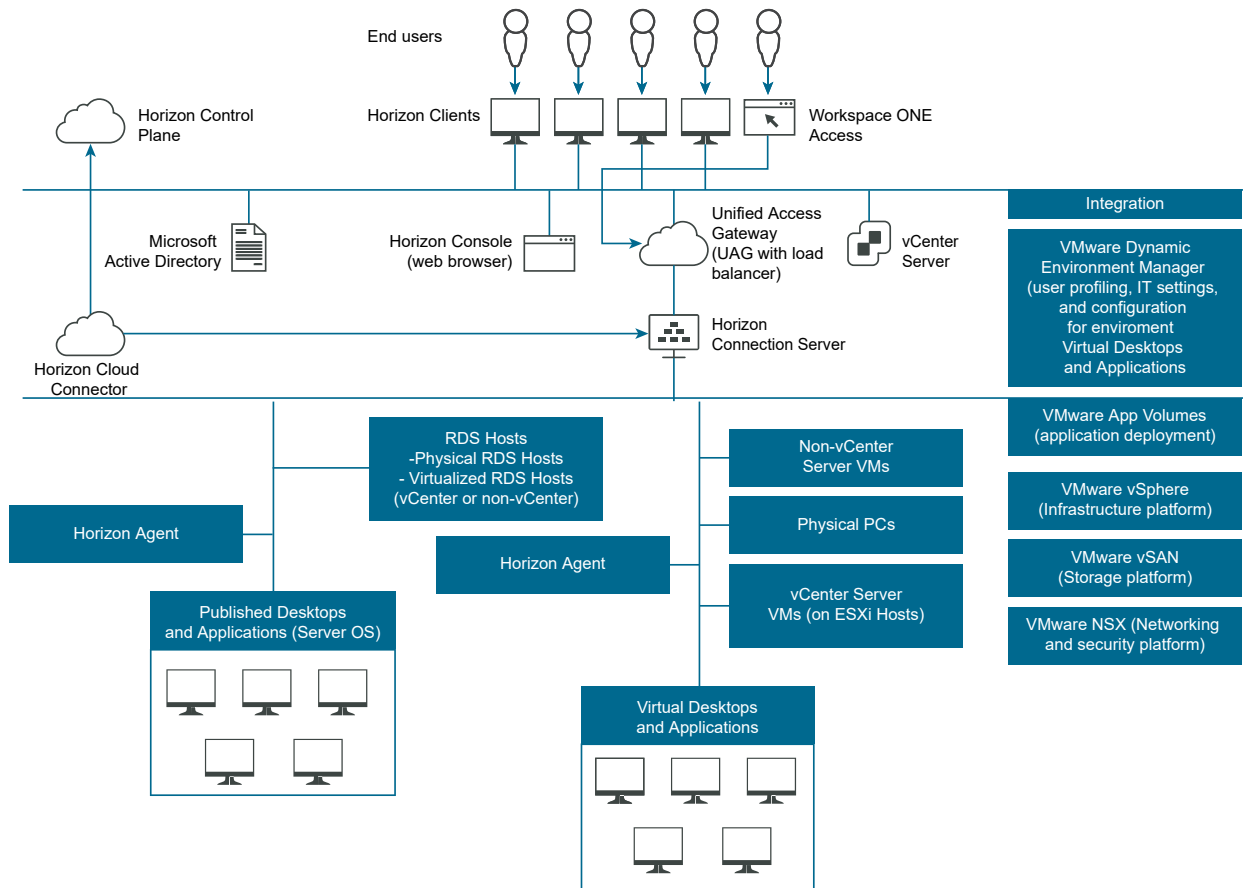 End users
Horizon Control
Plane
Horizon Clients
Workspace ONE
Access
Microsoft
Active Directory
Horizon Console
(web browser)
Unified Access
Gateway
(UAG with load
balancer)
vCenter
Server
Horizon Cloud
Connector
Horizon
Connection Server
Integration
VMware Dynamic
Environment Manager
(user profiling, IT settings,
and configuration
for enviroment
Virtual Desktops
and Applications
VMware App Volumes
(application deployment)
VMware vSphere
(Infrastructure platform)
VMware vSAN
(Storage platform)
VMware NSX (Networking
and security platform)
RDS Hosts
-Physical RDS Hosts
- Virtualized RDS Hosts
(vCenter or non-vCenter)
Horizon Agent
Published Desktops
and Applications (Server OS)
Non-vCenter
Server VMs
Physical PCs
Horizon Agent
vCenter Server
VMs (on ESXi Hosts)
Virtual Desktops
and Applications